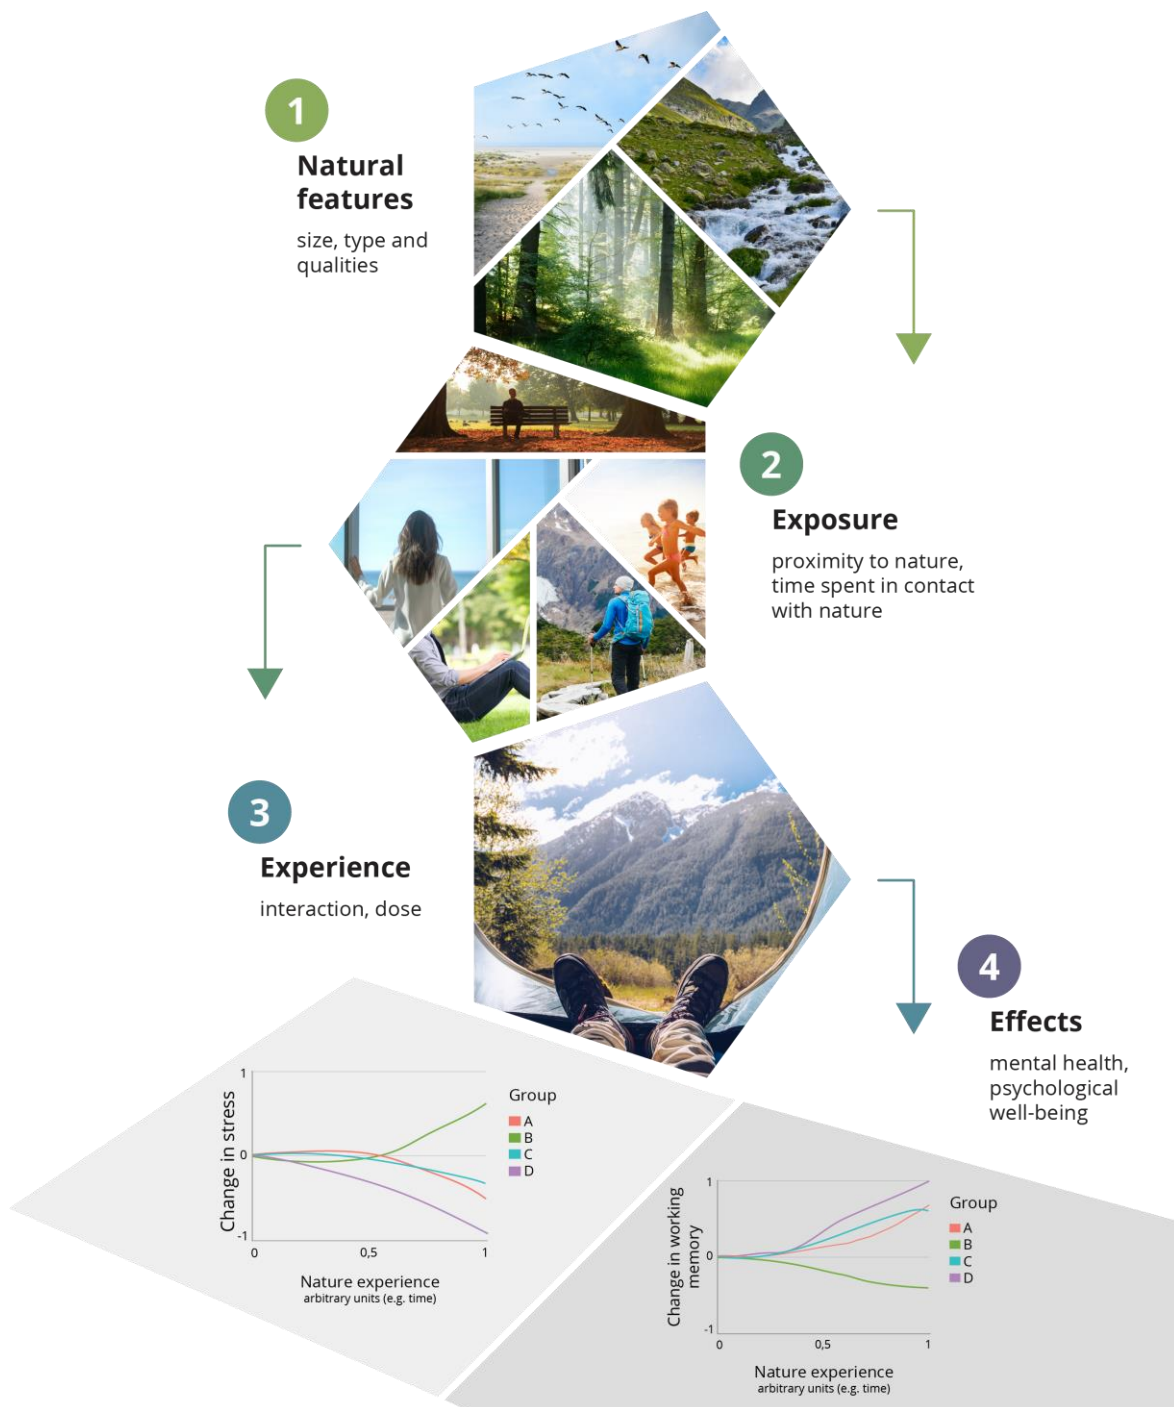 1
Natural
features
size, type and
qualities
2
Exposure
proximity to nature,
time spent in contact
with nature
3
Experience
interaction, dose
4
Effects
mental health,
psychological
well-being
Change in stress
1
0
-1
0
0,5
1
Nature experience
arbitrary units (e.g. time)
Group
A
B
C
D
Change in working
memory
1
0
-1
0
0,5
1
Nature experience
arbitrary units (e.g. time)
Group
A
B
C
D